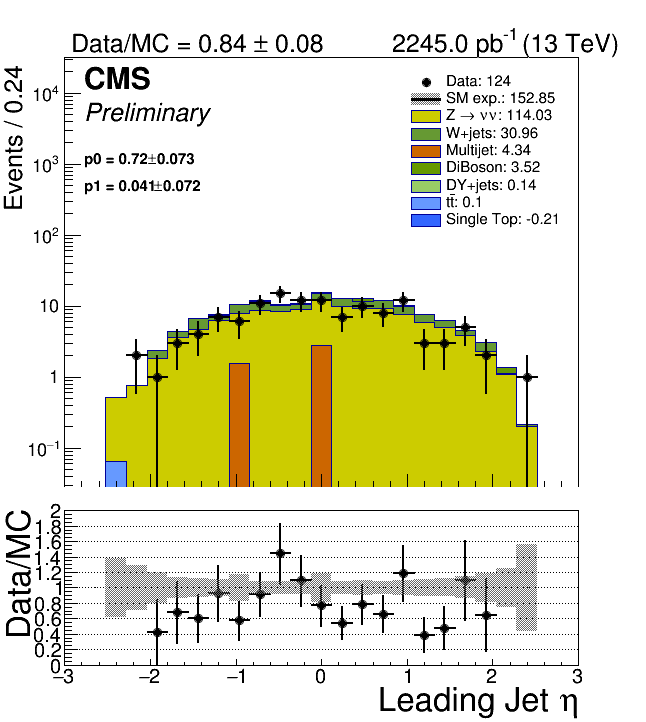 Data/MC = 0.84 ± 0.08 2245.0 pb⁻¹ (13 TeV)
CMS
Preliminary
p0 = 0.72±0.073
p1 = 0.041±0.072
Data: 124
SM exp.: 152.85
Z → νν: 114.03
W+jets: 30.96
Multijet: 4.34
DiBoson: 3.52
DY+jets: 0.14
tt̄: 0.1
Single Top: -0.21
Events / 0.24
10⁴
10³
10²
10
1
10⁻¹
Data/MC
2
1.8
1.6
1.4
1.2
1
0.8
0.6
0.4
0.2
0
−3 −2 −1 0 1 2 3
Leading Jet η